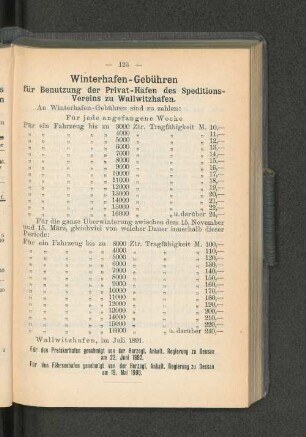 — 125 —
Winterhafen-Gebühren
für Benutzung der Privat-Häfen des Speditions-
Vereins zu Wallwitzhafen.
An Winterhafen-Gebühren sind zu zahlen:
Für jede angefangene Woche
Für ein Fahrzeug bis zu 3000 Ztr. Tragfähigkeit M. 10,—
„ „ „ „ „ 4000 „ „ „ 11,—
„ „ „ „ „ 5000 „ „ „ 12,—
„ „ „ „ „ 6000 „ „ „ 13,—
„ „ „ „ „ 7000 „ „ „ 14,—
„ „ „ „ „ 8000 „ „ „ 15,—
„ „ „ „ „ 9000 „ „ „ 16,—
„ „ „ „ „ 10000 „ „ „ 17,—
„ „ „ „ „ 11000 „ „ „ 18,—
„ „ „ „ „ 12000 „ „ „ 19,—
„ „ „ „ „ 13000 „ „ „ 20,—
„ „ „ „ „ 14000 „ „ „ 21,—
„ „ „ „ „ 15000 „ „ „ 22,—
„ „ „ „ „ „ „ „
„ „ „ „ „ 16000 „ „ u. darüber 24,—
Für die ganze Überwinterung zwischen dem 15. November
und 15. März, gleichviel von welcher Dauer innerhalb dieser
Periode:
Für ein Fahrzeug bis zu Ztr. Tragfähigkeit M. 100,—
„ „ „ „ „ 4000 „ „ „ 110,—
„ „ „ „ „ 5000 „ „ „ 120,—
„ „ „ „ „ 6000 „ „ „ 130,—
„ „ „ „ „ 7000 „ „ „ 140,—
„ „ „ „ „ 8000 „ „ „ 150,—
„ „ „ „ „ 9000 „ „ „ 160,—
„ „ „ „ „ 10000 „ „ „ 170,—
„ „ „ „ „ 11000 „ „ „ 180,—
„ „ „ „ „ 12000 „ „ „ 190,—
„ „ „ „ „ 13000 „ „ „ 200,—
„ „ „ „ „ 14000 „ „ „ 210,—
„ „ „ „ „ 15000 „ „ „ 220,—
„ „ „ „ „ 16000 „ „ u. darüber 240,—
Wallwitzhafen, im Juli 1891.
Für den genehmigt von der Herzogl. Anhalt. Regierung zu Dessau
am 22. Juni 1882.
Für den genehmigt von der Herzogl. Anhalt. Regierung zu Dessau
am 15. Mai 1890.